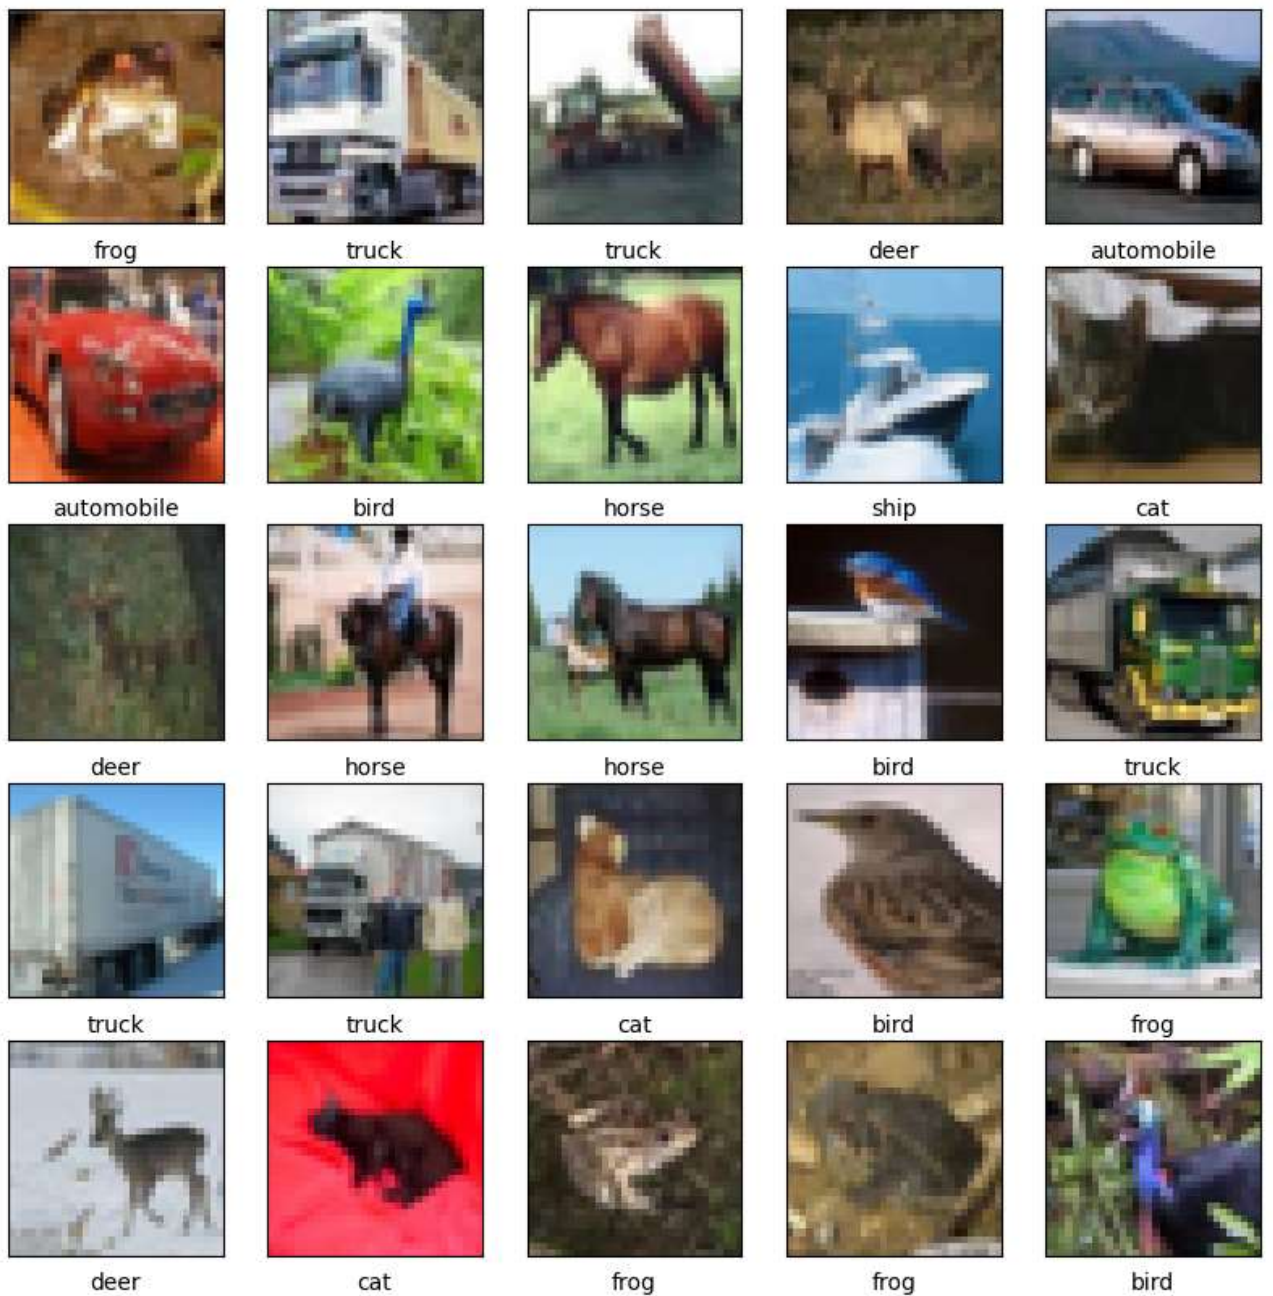 frog truck truck deer automobile
automobile bird horse ship cat
deer horse horse bird truck
truck truck cat bird frog
deer cat frog frog bird